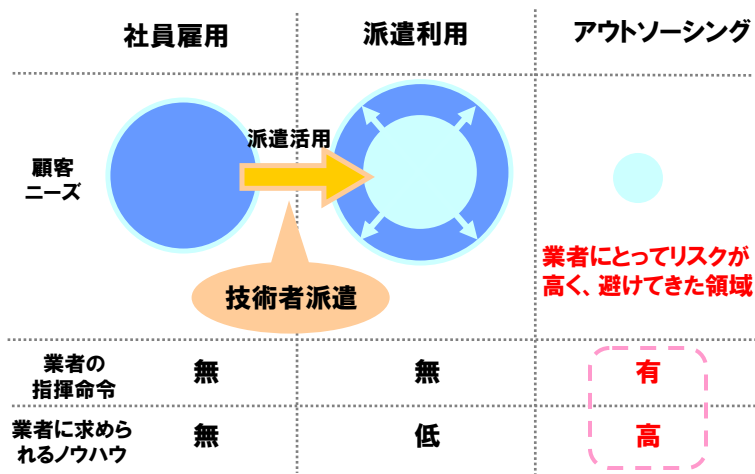 社員雇用
派遣利用
アウトソーシング
顧客
ニーズ
派遣活用
技術者派遣
業者にとってリスクが
高く、避けてきた領域
業者の
指揮命令
無
無
有
業者に求めら
れるノウハウ
無
低
高